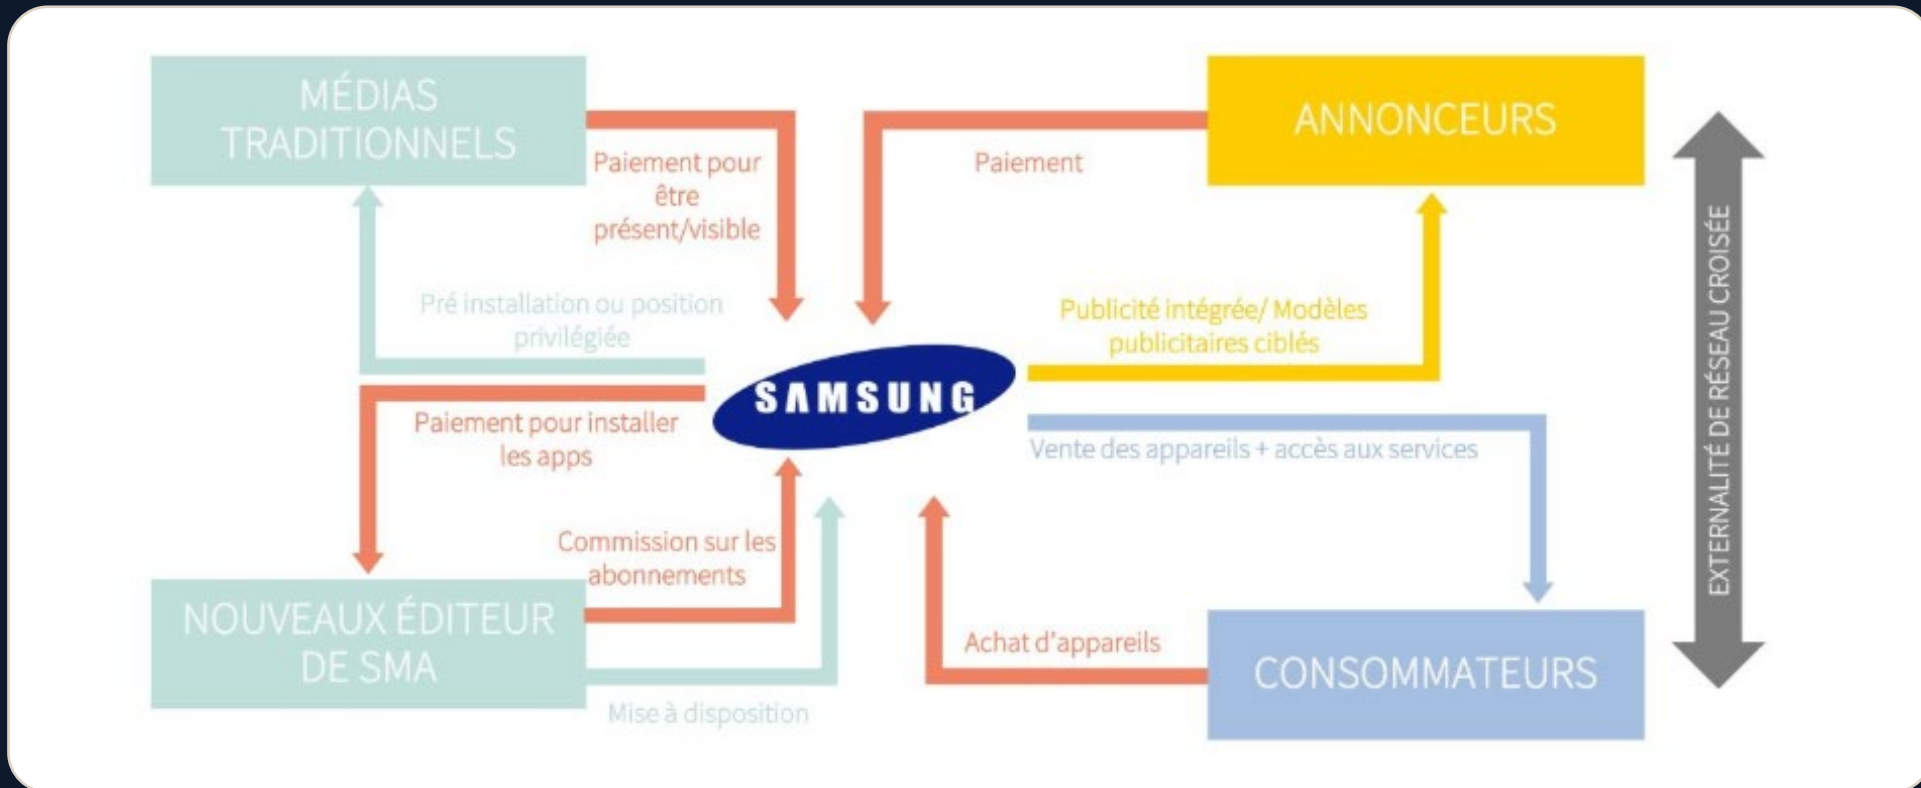 MÉDIAS
TRADITIONNELS
ANNONCEURS
Paiement pour
être
présent/visible
Paiement
Pré installation ou position
privilégiée
Publicité intégrée/ Modèles
publicitaires ciblés
SAMSUNG
Paiement pour installer
les apps
Vente des appareils + accès aux services
Commission sur les
abonnements
NOUVEAUX ÉDITEUR
DE SMA
Achat d'appareils
CONSOMMATEURS
Mise à disposition
EXTERNALITÉ DE RÉSEAU CROISÉE